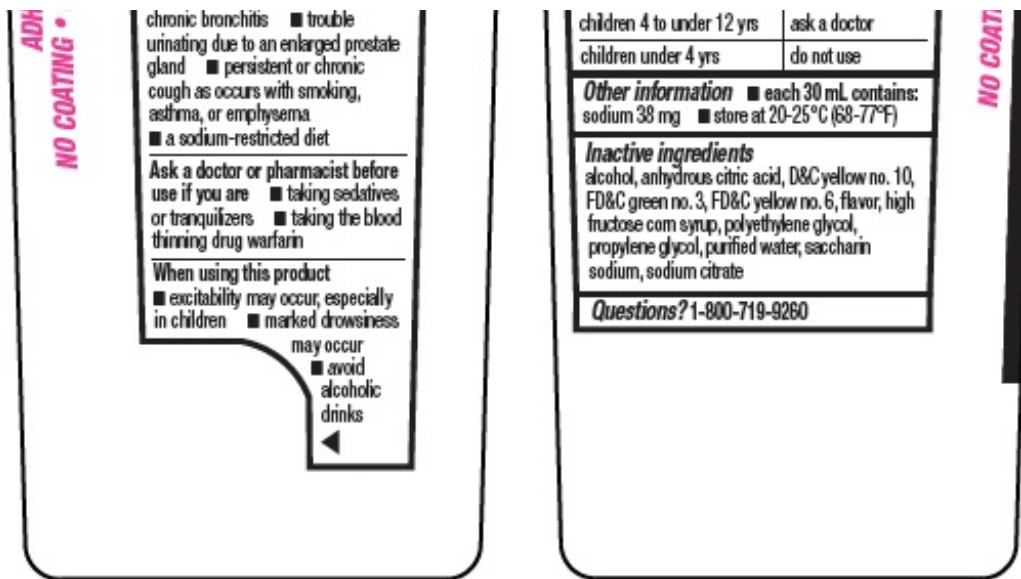 ADH
NO COATING •
chronic bronchitis ■ trouble
urinating due to an enlarged prostate
gland ■ persistent or chronic
cough as occurs with smoking,
asthma, or emphysema
■ a sodium-restricted diet
Ask a doctor or pharmacist before
use if you are ■ taking sedatives
or tranquilizers ■ taking the blood
thinning drug warfarin
When using this product
■ excitability may occur, especially
in children ■ marked drowsiness
may occur
■ avoid
alcoholic
drinks
children 4 to under 12 yrs ask a doctor
children under 4 yrs do not use
Other information ■ each 30 mL contains:
sodium 38 mg ■ store at 20-25°C (68-77°F)
Inactive ingredients
alcohol, anhydrous citric acid, D&C yellow no. 10,
FD&C green no. 3, FD&C yellow no. 6, flavor, high
fructose corn syrup, polyethylene glycol,
propylene glycol, purified water, saccharin
sodium, sodium citrate
Questions? 1-800-719-9260
NO COAT